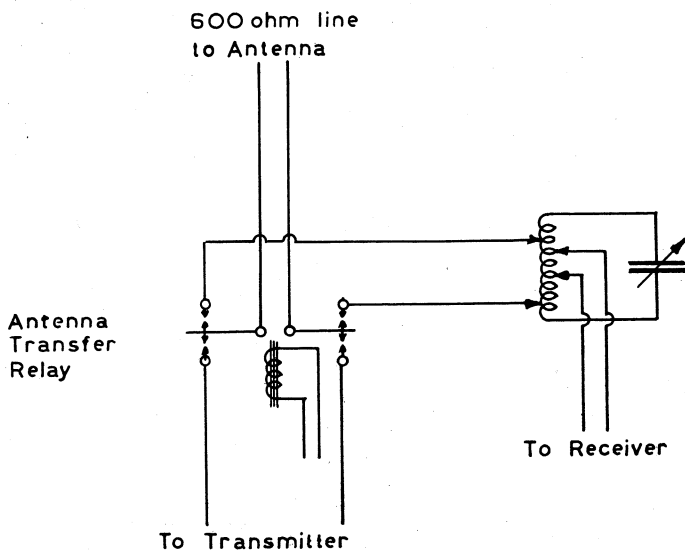 600 ohm line
to Antenna
Antenna
Transfer
Relay
To Receiver
To Transmitter